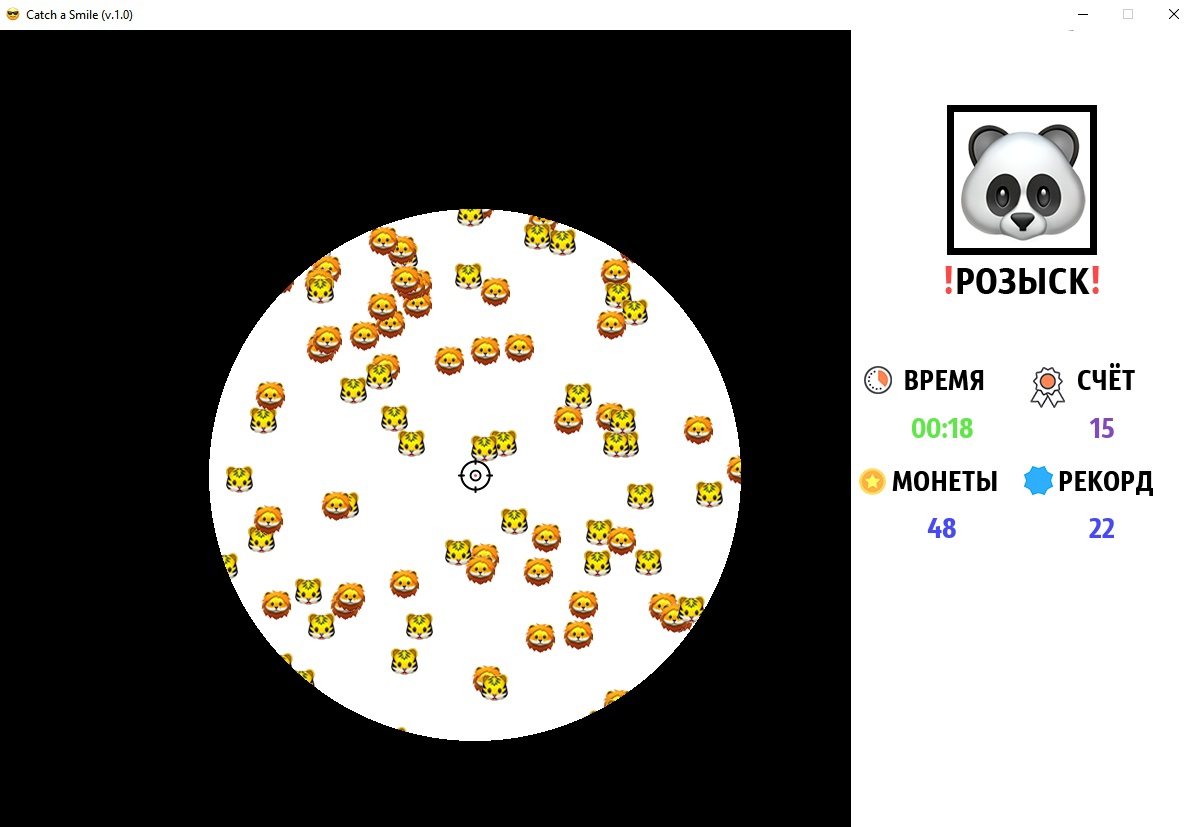 Catch a Smile (v.1.0)
!РОЗЫСК!
ВРЕМЯ СЧЁТ
00:18 15
МОНЕТЫ РЕКОРД
48 22